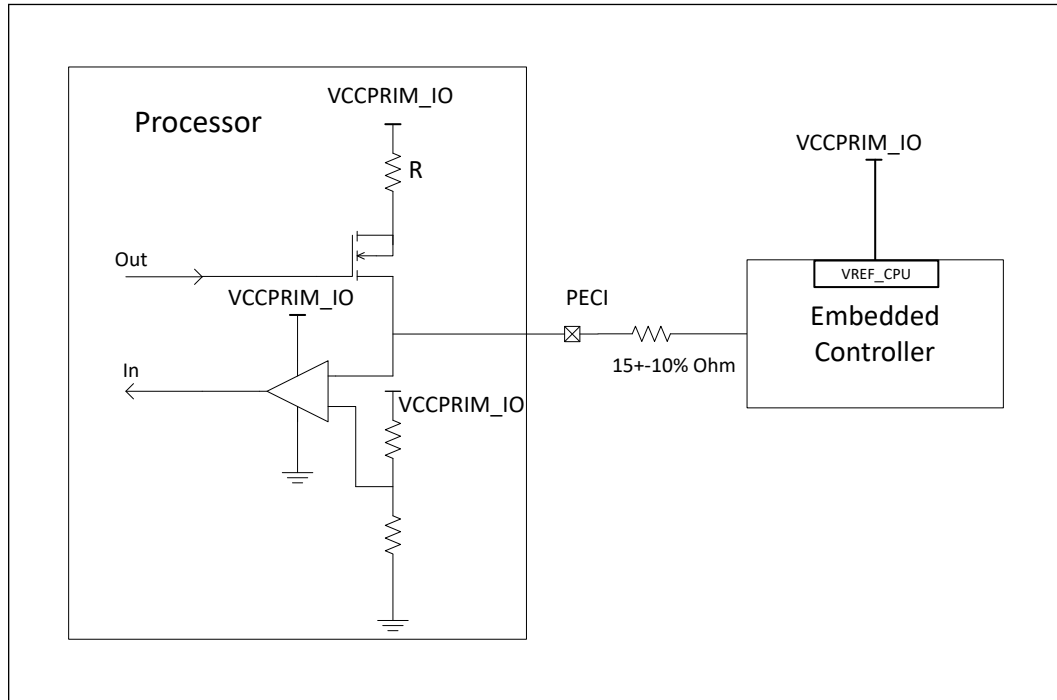 VCCPRIM_IO
Processor
R
VCCPRIM_IO
Out
VREF_CPU
VCCPRIM_IO
PECI
Embedded
Controller
In
15+-10% Ohm
VCCPRIM_IO